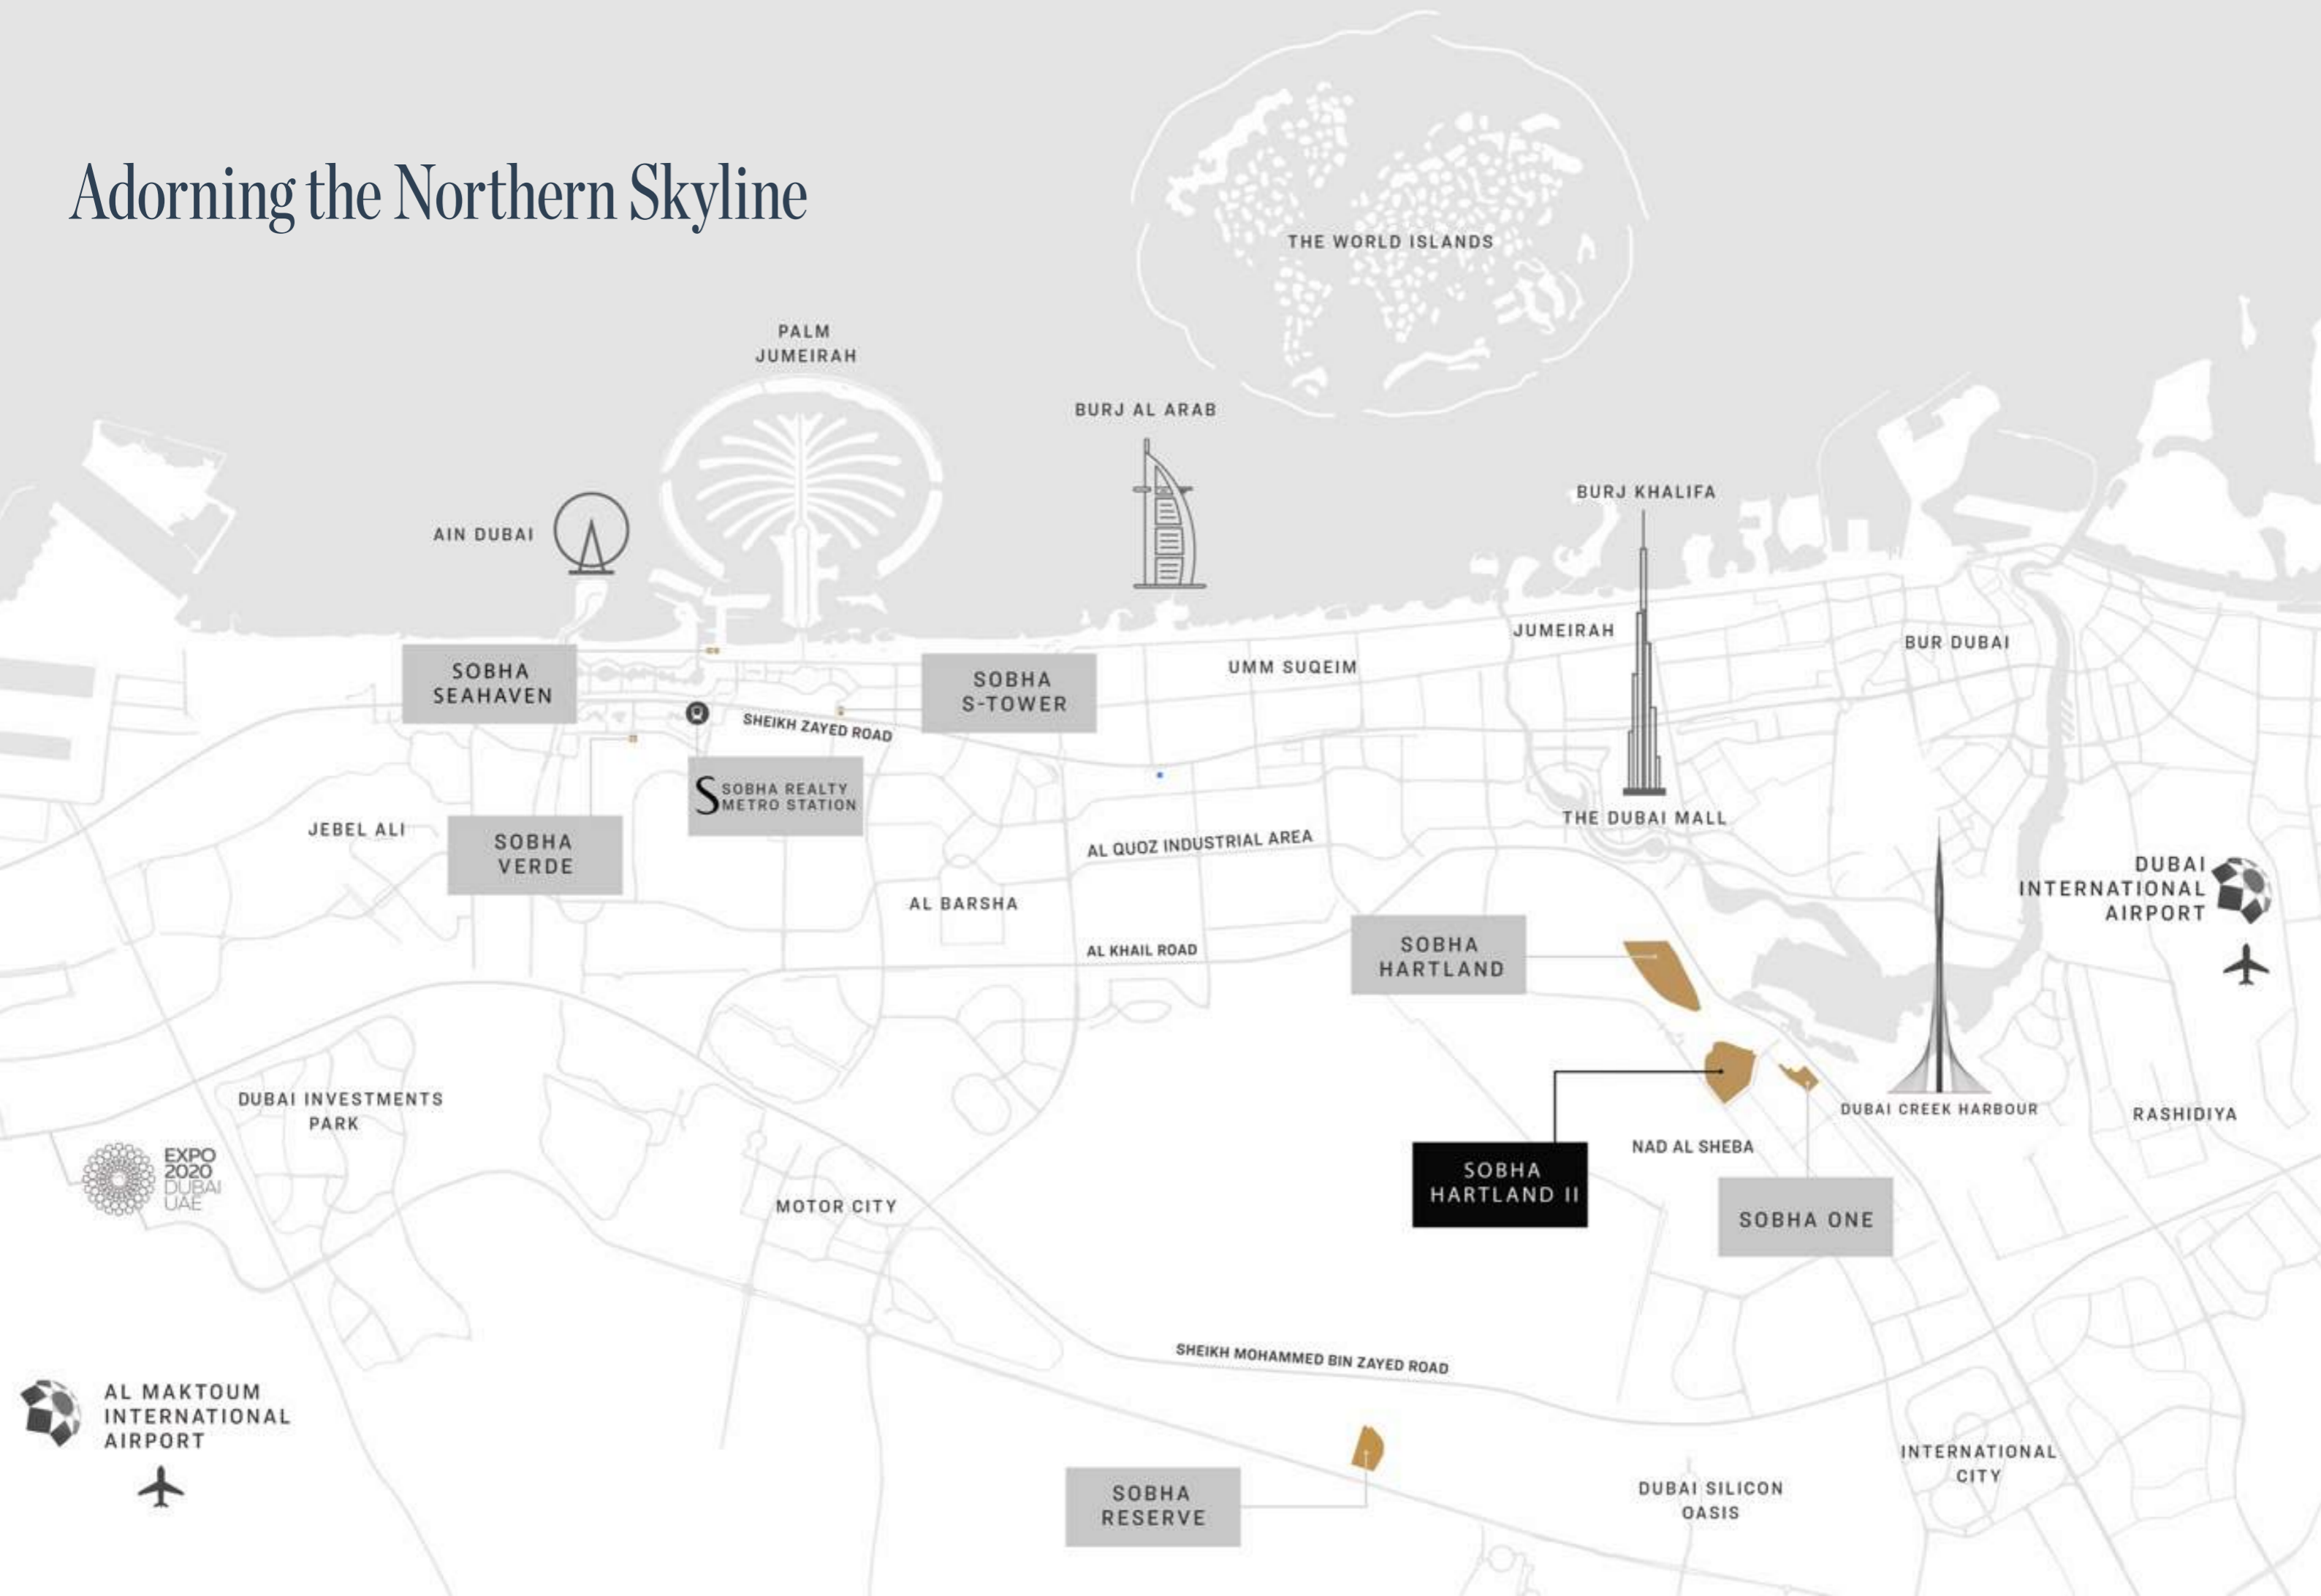 Adorning the Northern Skyline
THE WORLD ISLANDS
PALM
JUMEIRAH
BURJ AL ARAB
BURJ KHALIFA
AIN DUBAI
JUMEIRAH
BUR DUBAI
SOBHA
SEAHAVEN
SOBHA
S-TOWER
UMM SUQEIM
SHEIKH ZAYED ROAD
S SOBHA REALTY
METRO STATION
THE DUBAI MALL
JEBEL ALI
SOBHA
VERDE
AL QUOZ INDUSTRIAL AREA
DUBAI
INTERNATIONAL
AIRPORT
AL BARSHA
AL KHAIL ROAD
SOBHA
HARTLAND
DUBAI INVESTMENTS
PARK
DUBAI CREEK HARBOUR
RASHIDIYA
EXPO
2020
DUBAI
UAE
NAD AL SHEBA
SOBHA
HARTLAND II
MOTOR CITY
SOBHA ONE
SHEIKH MOHAMMED BIN ZAYED ROAD
AL MAKTOUM
INTERNATIONAL
AIRPORT
INTERNATIONAL
CITY
SOBHA
RESERVE
DUBAI SILICON
OASIS